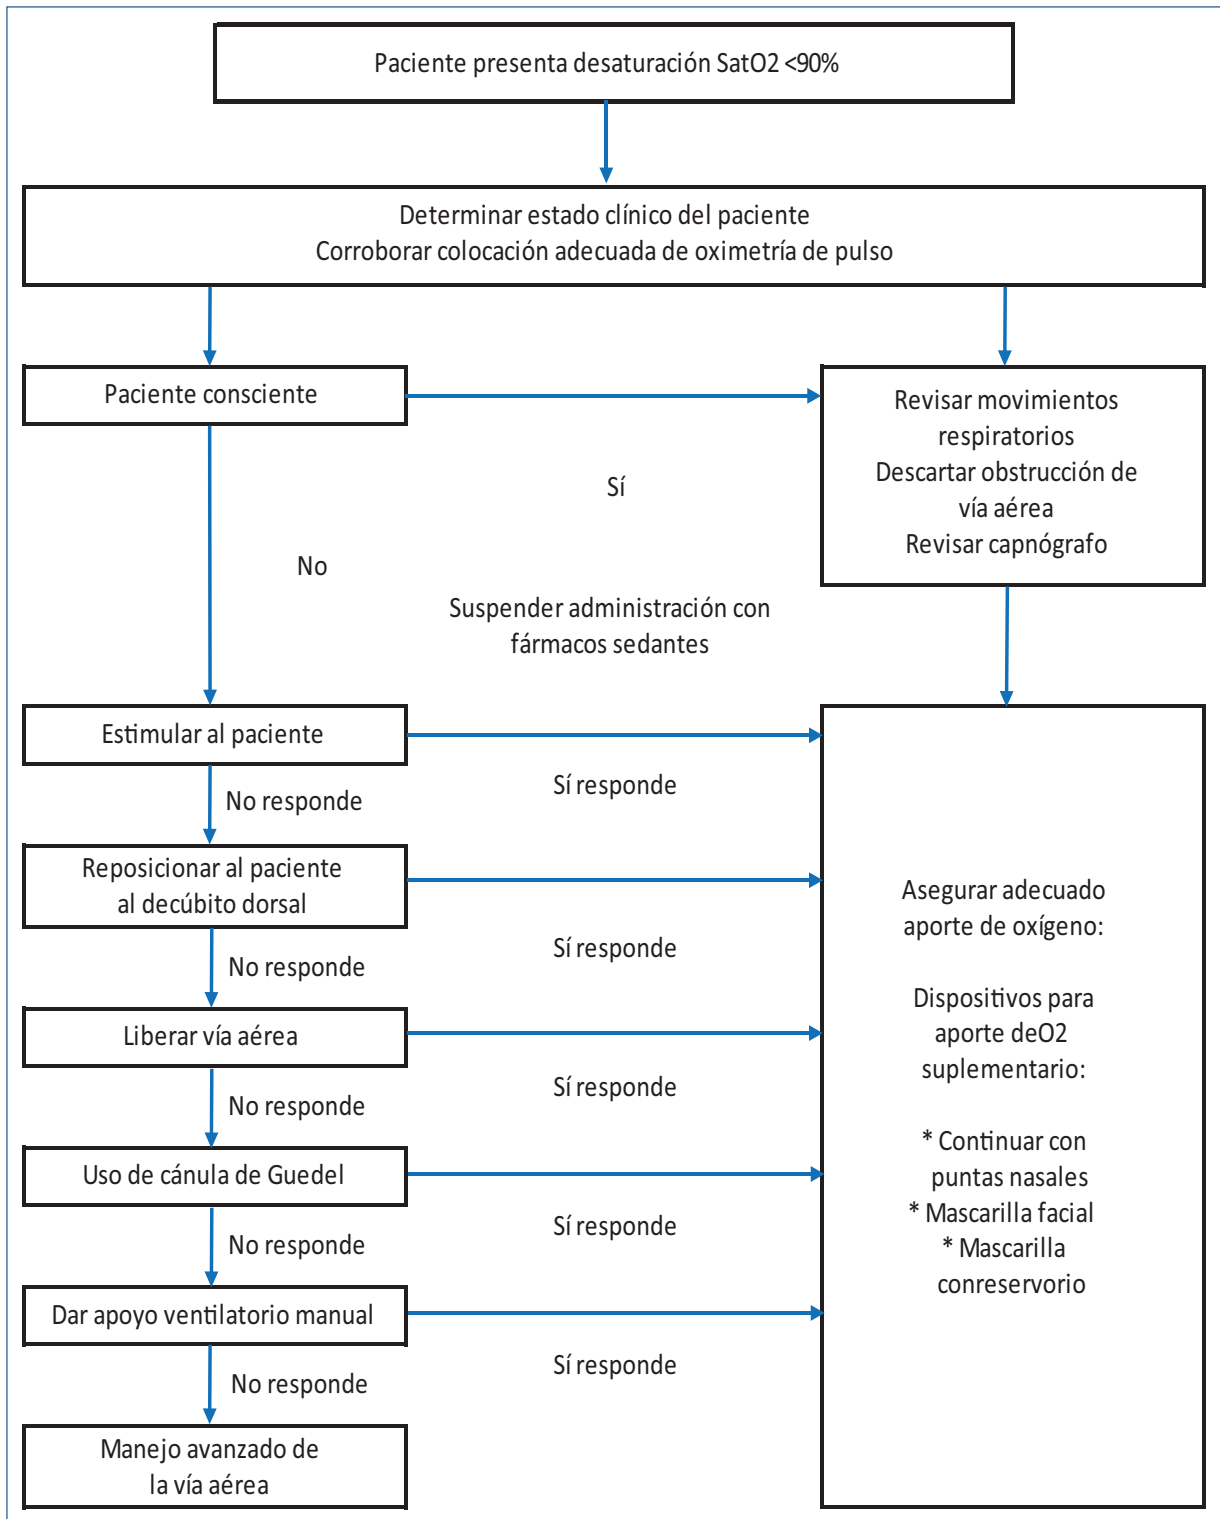 Paciente presenta desaturación SatO2 <90%
Determinar estado clínico del paciente
Corroborar colocación adecuada de oximetría de pulso
Paciente consciente
Revisar movimientos
respiratorios
Descartar obstrucción de
vía aérea
Revisar capnógrafo
Sí
No
Suspender administración con
fármacos sedantes
Estimular al paciente
Sí responde
No responde
Reposicionar al paciente
al decúbito dorsal
Sí responde
No responde
Liberar vía aérea
Sí responde
No responde
Uso de cánula de Guedel
Sí responde
No responde
Dar apoyo ventilatorio manual
Sí responde
No responde
Manejo avanzado de
la vía aérea
Asegurar adecuado
aporte de oxígeno:
Dispositivos para
aporte deO2
suplementario:
* Continuar con
puntas nasales
* Mascarilla facial
* Mascarilla
conreservorio